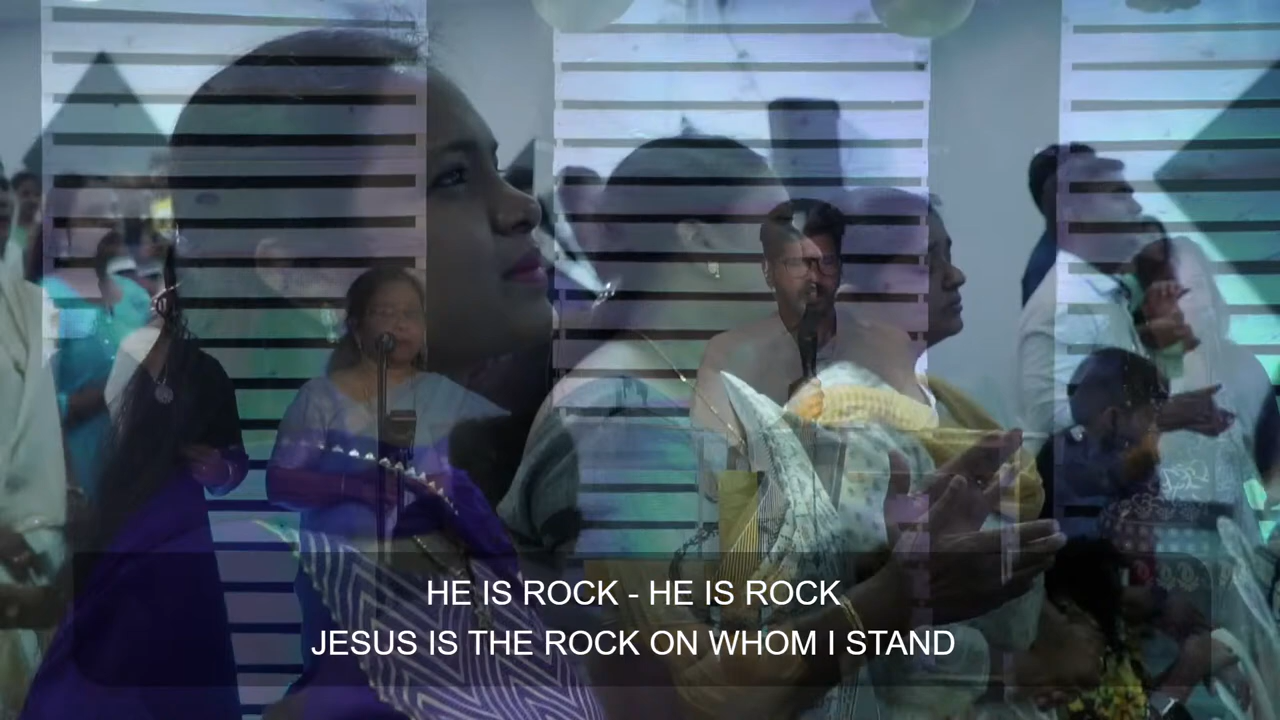 HE IS ROCK - HE IS ROCK
JESUS IS THE ROCK ON WHOM I STAND